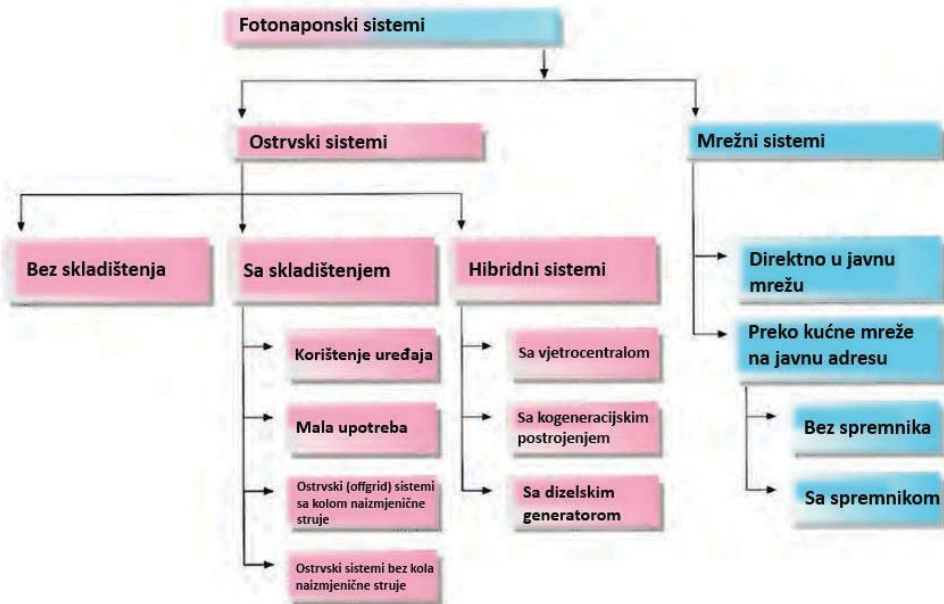 Fotonaponski sistemi
Ostrvski sistemi
Mrežni sistemi
Bez skladištenja
Sa skladištenjem
Hibridni sistemi
Direktno u javnu
mrežu
Korištenje uređaja
Sa vjetrocentralom
Preko kućne mreže
na javnu adresu
Mala upotreba
Sa kogeneracijskim
postrojenjem
Bez spremnika
Ostrvski (offgrid) sistemi
sa kolom naizmjenične
struje
Sa dizelskim
generatorom
Sa spremnikom
Ostrvski sistemi bez kola
naizmjenične struje